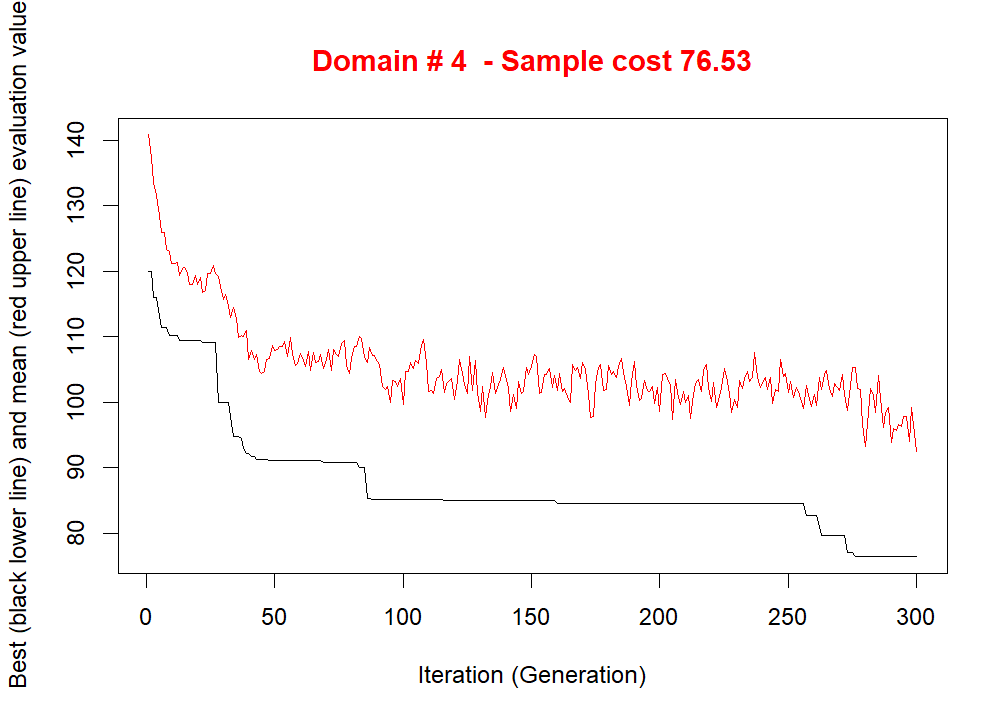 Domain # 4  - Sample cost 76.53
Best (black lower line) and mean (red upper line) evaluation value
140
130
120
110
100
90
80
0 50 100 150 200 250 300
Iteration (Generation)